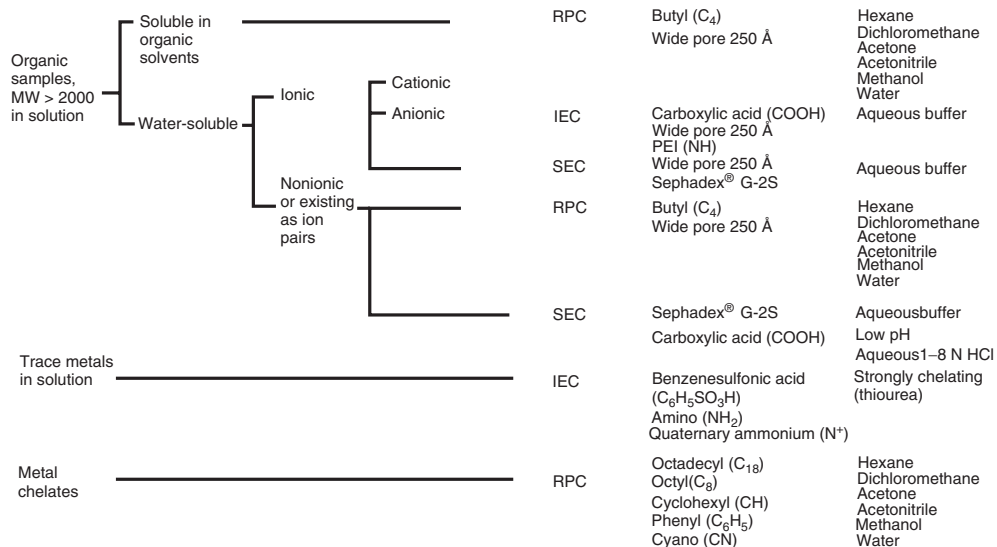 Organic
samples,
MW > 2000
in solution
Soluble in
organic
solvents
Water-soluble
Ionic
Nonionic
or existing
as ion
pairs
Cationic
Anionic
RPC
Butyl (C₄)
Wide pore 250 Å
Hexane
Dichloromethane
Acetone
Acetonitrile
Methanol
Water
IEC
Carboxylic acid (COOH)
Wide pore 250 Å
PEI (NH)
Aqueous buffer
SEC
Wide pore 250 Å
Sephadex® G-2S
Aqueous buffer
RPC
Butyl (C₄)
Wide pore 250 Å
Hexane
Dichloromethane
Acetone
Acetonitrile
Methanol
Water
SEC
Sephadex® G-2S
Aqueousbuffer
Carboxylic acid (COOH)
Low pH
Aqueous1–8 N HCl
Trace metals
in solution
IEC
Benzenesulfonic acid
(C₆H₅SO₃H)
Amino (NH₂)
Quaternary ammonium (N⁺)
Strongly chelating
(thiourea)
Metal
chelates
RPC
Octadecyl (C₁₈)
Octyl(C₈)
Cyclohexyl (CH)
Phenyl (C₆H₅)
Cyano (CN)
Hexane
Dichloromethane
Acetone
Acetonitrile
Methanol
Water